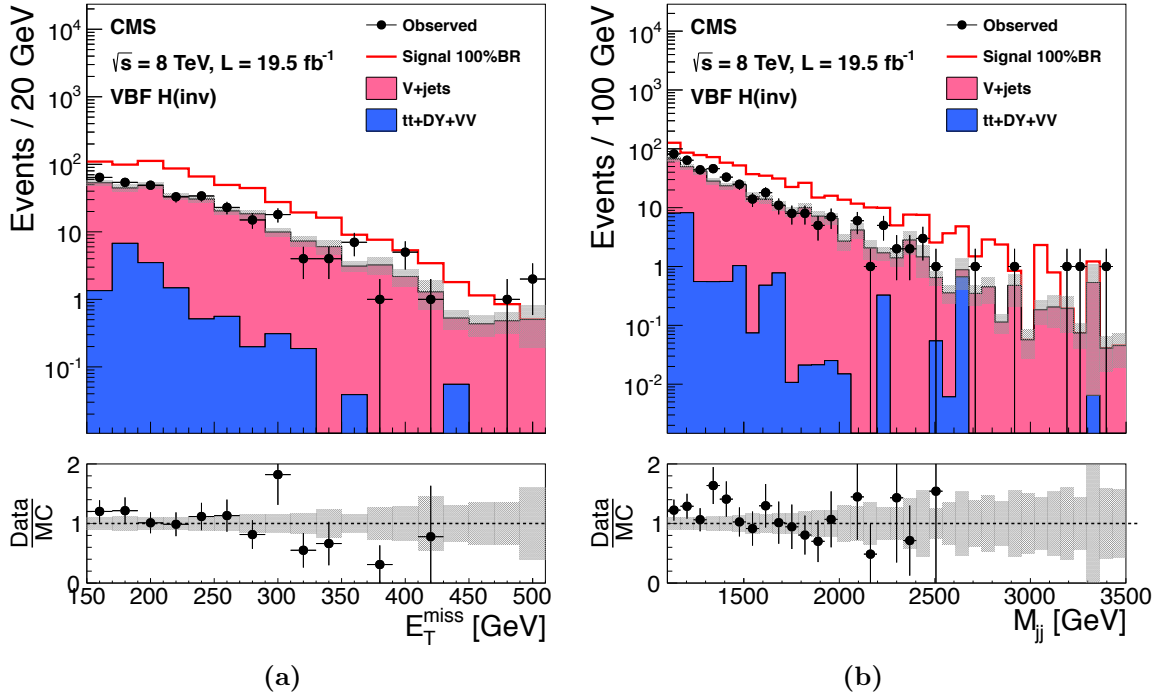 Events / 20 GeV
10⁴
10³
10²
10
1
10⁻¹
CMS
√s = 8 TeV, L = 19.5 fb⁻¹
VBF H(inv)
Observed
Signal 100%BR
V+jets
tt+DY+VV
Data
MC
2
1
0
150 200 250 300 350 400 450 500
E_T^miss [GeV]
(a)
Events / 100 GeV
10⁴
10³
10²
10
1
10⁻¹
10⁻²
CMS
√s = 8 TeV, L = 19.5 fb⁻¹
VBF H(inv)
Observed
Signal 100%BR
V+jets
tt+DY+VV
Data
MC
2
1
0
1500 2000 2500 3000 3500
M_jj [GeV]
(b)